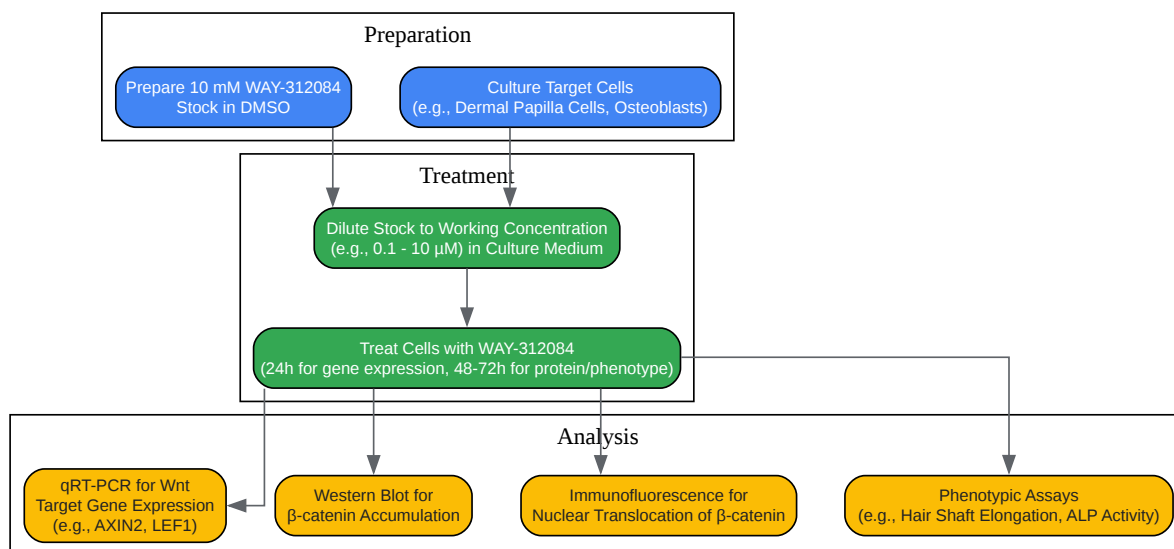 Preparation
Prepare 10 mM WAY-312084
Stock in DMSO
Culture Target Cells
(e.g., Dermal Papilla Cells, Osteoblasts)
Treatment
Dilute Stock to Working Concentration
(e.g., 0.1 - 10 µM) in Culture Medium
Treat Cells with WAY-312084
(24h for gene expression, 48-72h for protein/phenotype)
Analysis
qRT-PCR for Wnt
Target Gene Expression
(e.g., AXIN2, LEF1)
Western Blot for
β-catenin Accumulation
Immunofluorescence for
Nuclear Translocation of β-catenin
Phenotypic Assays
(e.g., Hair Shaft Elongation, ALP Activity)